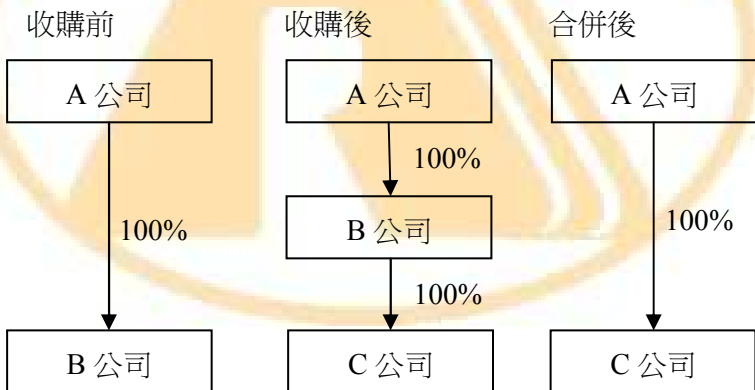 收購前 收購後 合併後
A 公司 A 公司 A 公司
100%
B 公司
100% 100%
100%
B 公司 C 公司 C 公司